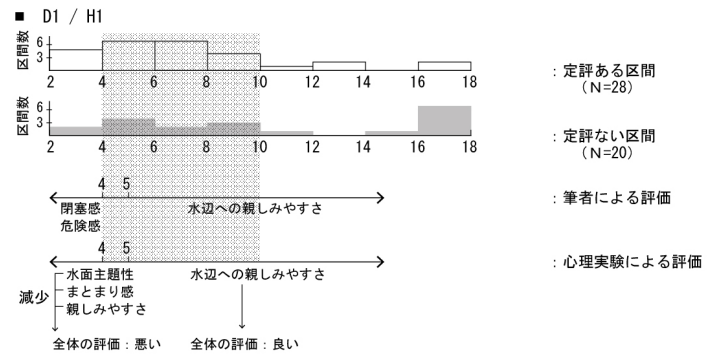 ■ D1 / H1
区間数
6
3
2 4 6 8 10 12 14 16 18
：定評ある区間
（N=28）
区間数
6
3
2 4 6 8 10 12 14 16 18
：定評ない区間
（N=20）
4 5
閉塞感 水辺への親しみやすさ
危険感
：筆者による評価
4 5
：心理実験による評価
水面主題性 水辺への親しみやすさ
減少 まとまり感
親しみやすさ
全体の評価：悪い 全体の評価：良い